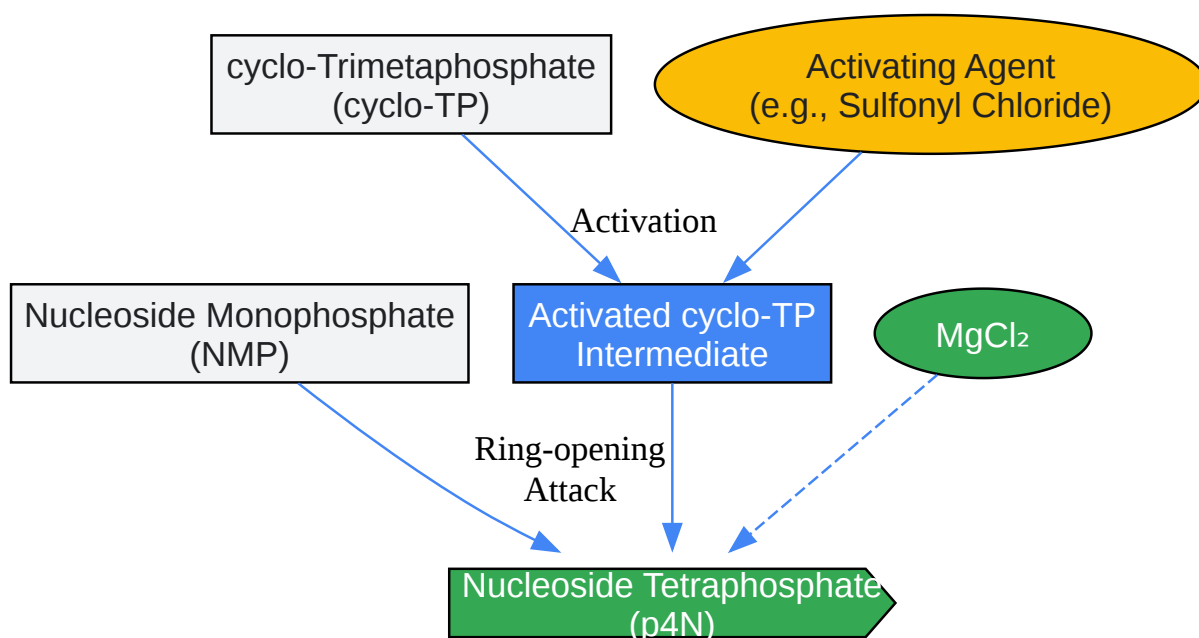 cyclo-Trimetaphosphate
(cyclo-TP)
Activating Agent
(e.g., Sulfonyl Chloride)
Activation
Nucleoside Monophosphate
(NMP)
Activated cyclo-TP
Intermediate
MgCl₂
Ring-opening
Attack
Nucleoside Tetraphosphate
(p4N)